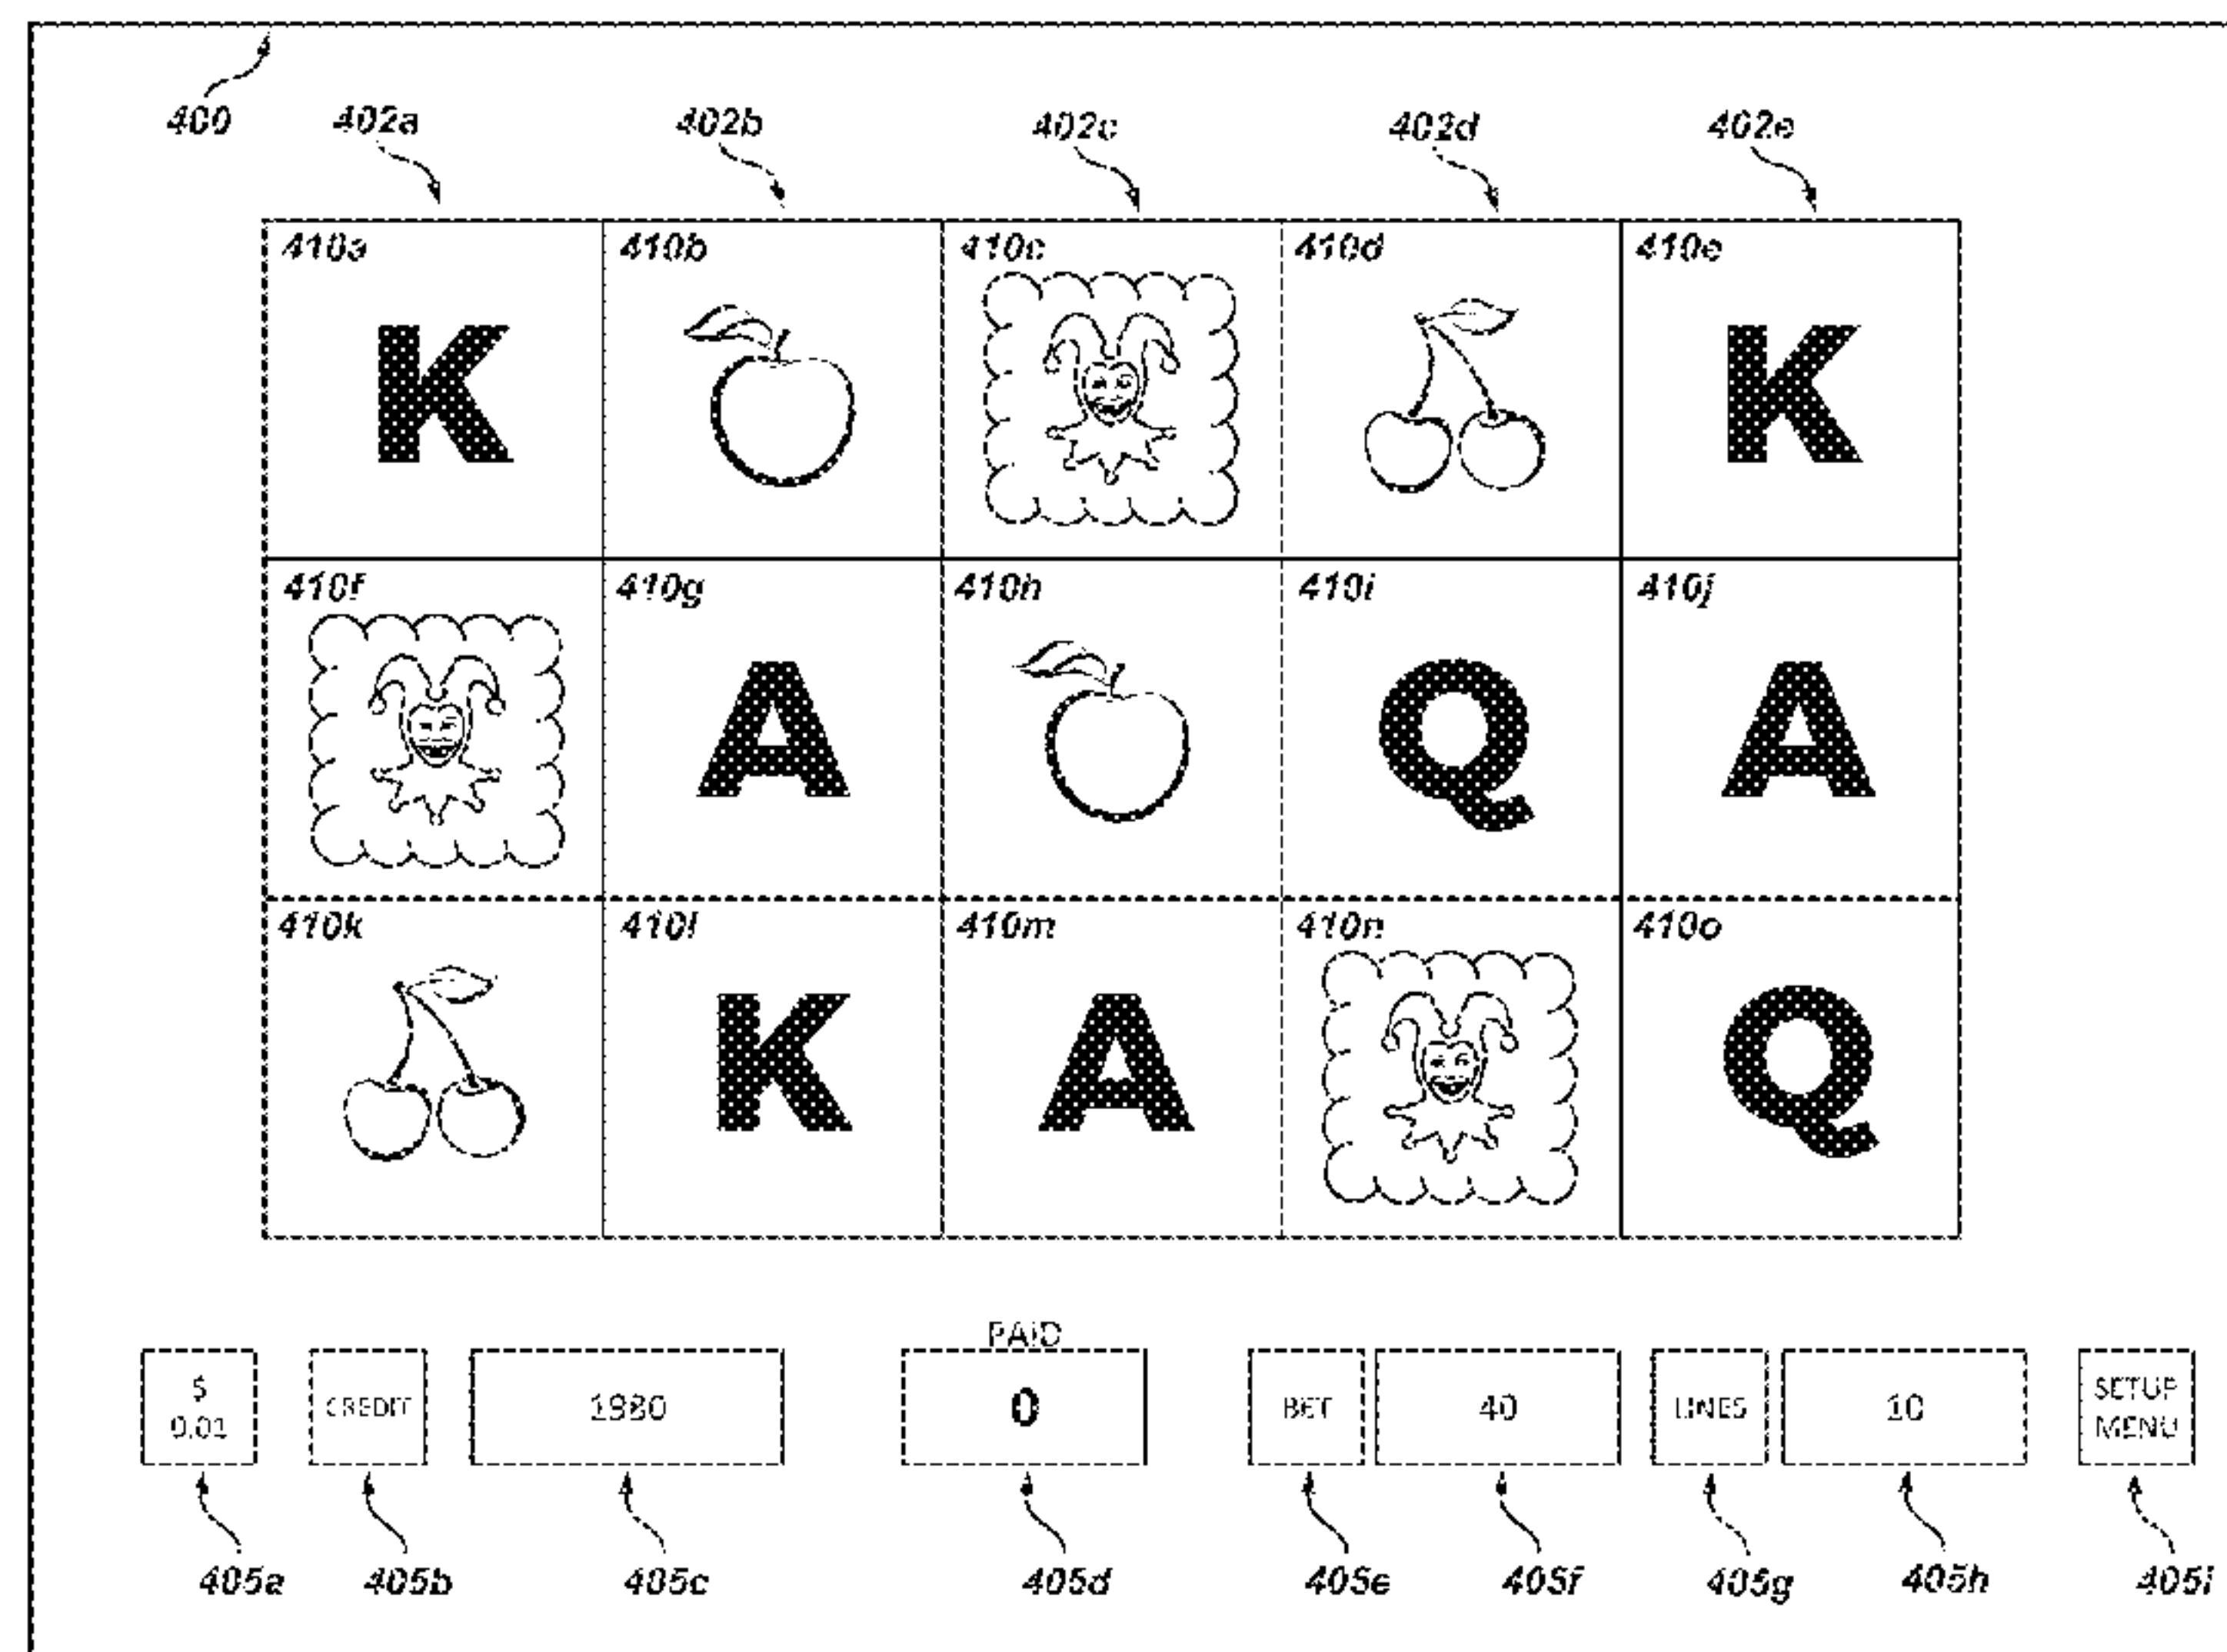 400 402a 402b 402c 402d 402e
410a 410b 410c 410d 410e
K K
410f 410g 410h 410i 410j
A Q A
410k 410l 410m 410n 410o
K A Q
PAID
$ 0.01 CREDIT 1980 0 BET 40 LINES 10 SETUP MENU
405a 405b 405c 405d 405e 405f 405g 405h 405i